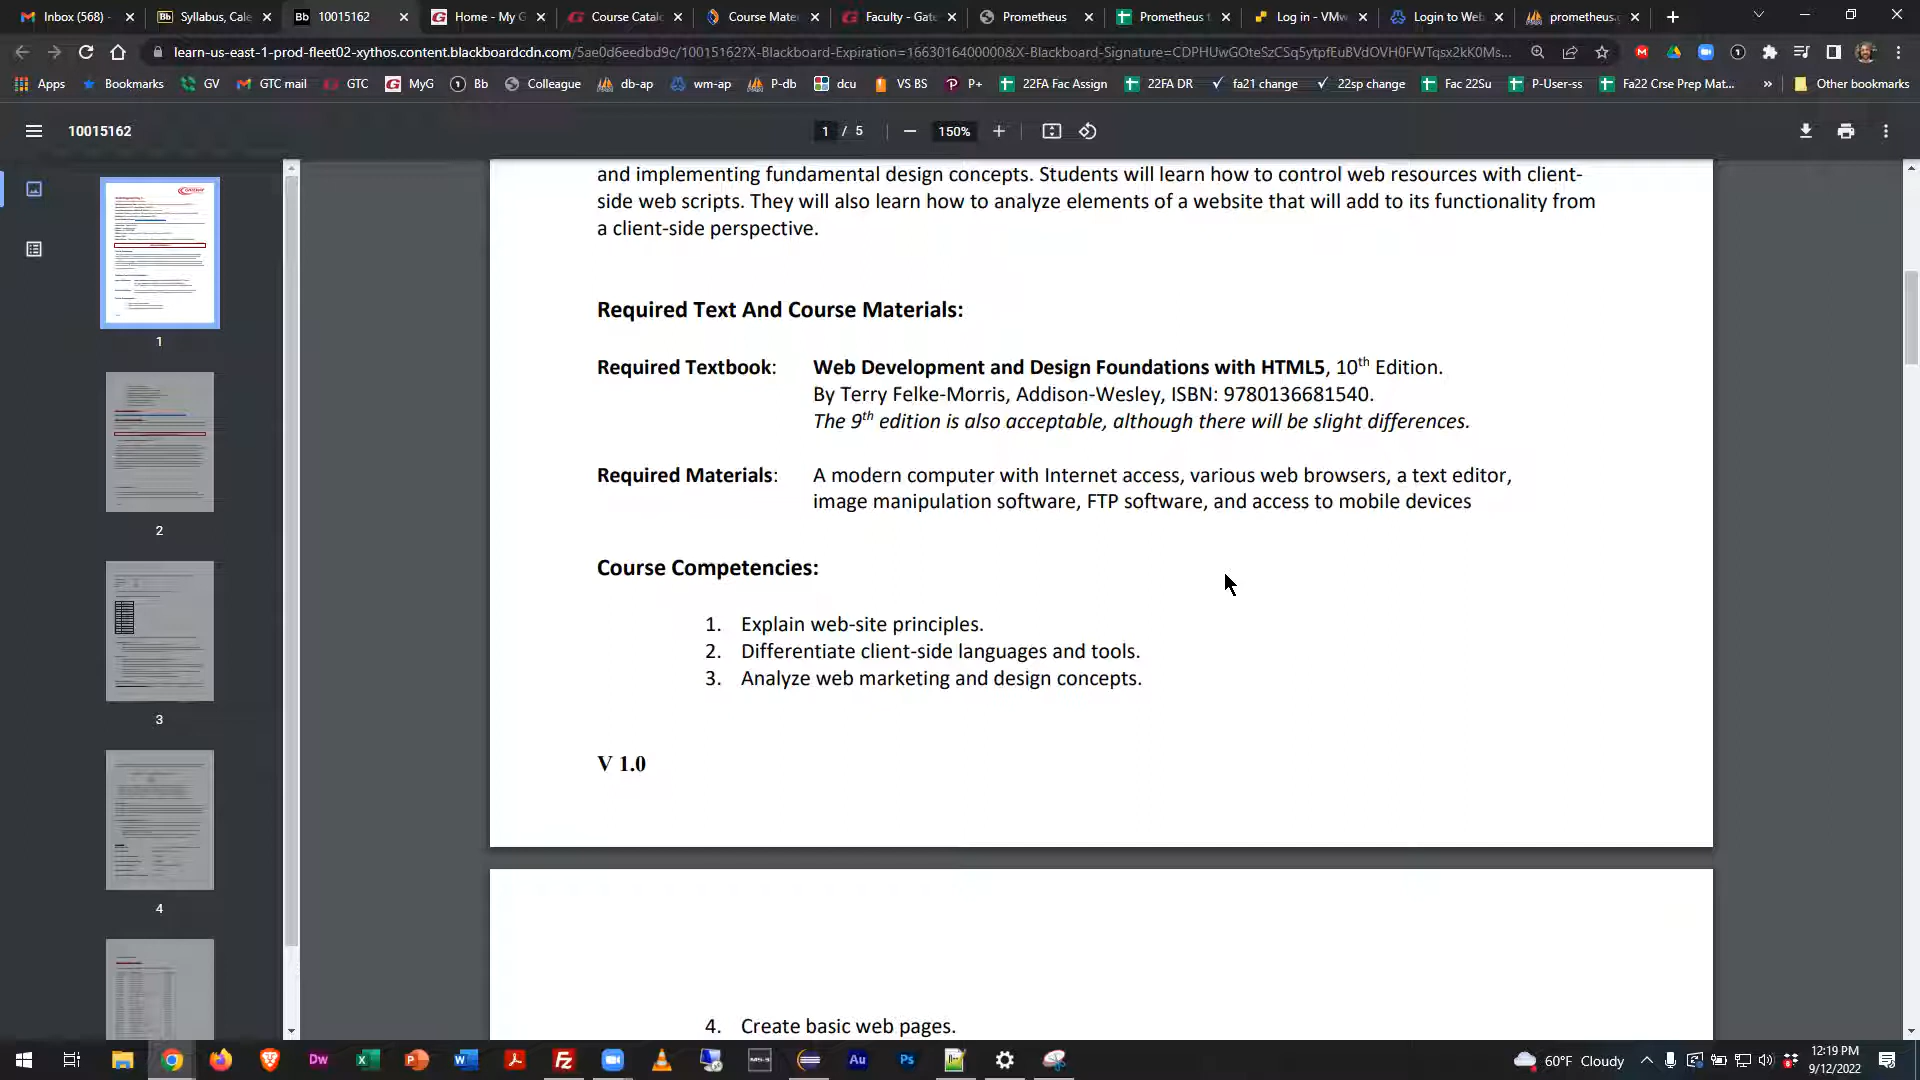 Inbox (568) -
Syllabus, Cale
10015162
Home - My G
Course Catal
Course Mate
Faculty - Gat
Prometheus
Prometheus t
Log in - VMw
Login to Web
prometheus.
learn-us-east-1-prod-fleet02-xythos.content.blackboardcdn.com/5ae0d6eedbd9c/10015162?X-Blackboard-Expiration=1663016400000&X-Blackboard-Signature=CDPHUwGOteSzCSq5ytpfEuBVdOVH0FWTqsx2kK0Ms...
Apps
Bookmarks
GV
GTC mail
GTC
MyG
Bb
Colleague
db-ap
wm-ap
P-db
dcu
VS BS
P+
22FA Fac Assign
22FA DR
fa21 change
22sp change
Fac 22Su
P-User-ss
Fa22 Crse Prep Mat...
»
Other bookmarks
10015162
1 / 5
150%
1
2
3
4
and implementing fundamental design concepts. Students will learn how to control web resources with client-
side web scripts. They will also learn how to analyze elements of a website that will add to its functionality from
a client-side perspective.
Required Text And Course Materials:
Required Textbook: Web Development and Design Foundations with HTML5, 10th Edition.
By Terry Felke-Morris, Addison-Wesley, ISBN: 9780136681540.
The 9th edition is also acceptable, although there will be slight differences.
Required Materials: A modern computer with Internet access, various web browsers, a text editor,
image manipulation software, FTP software, and access to mobile devices
Course Competencies:
1. Explain web-site principles.
2. Differentiate client-side languages and tools.
3. Analyze web marketing and design concepts.
V 1.0
4. Create basic web pages.
60°F Cloudy
12:19 PM
9/12/2022